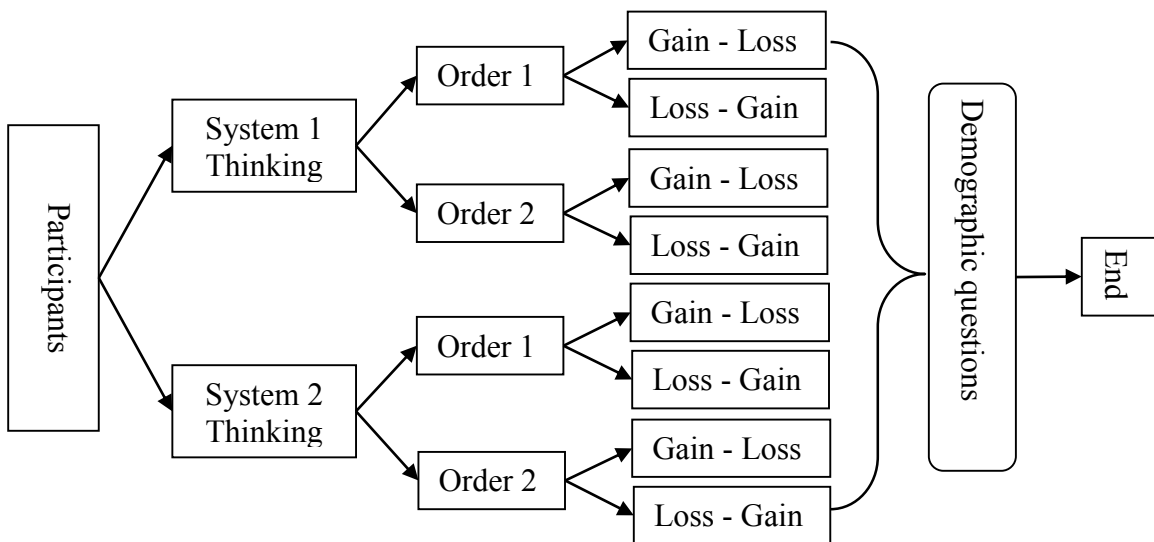 Participants
System 1
Thinking
System 2
Thinking
Order 1
Order 2
Order 1
Order 2
Gain - Loss
Loss - Gain
Gain - Loss
Loss - Gain
Gain - Loss
Loss - Gain
Gain - Loss
Loss - Gain
Demographic questions
End